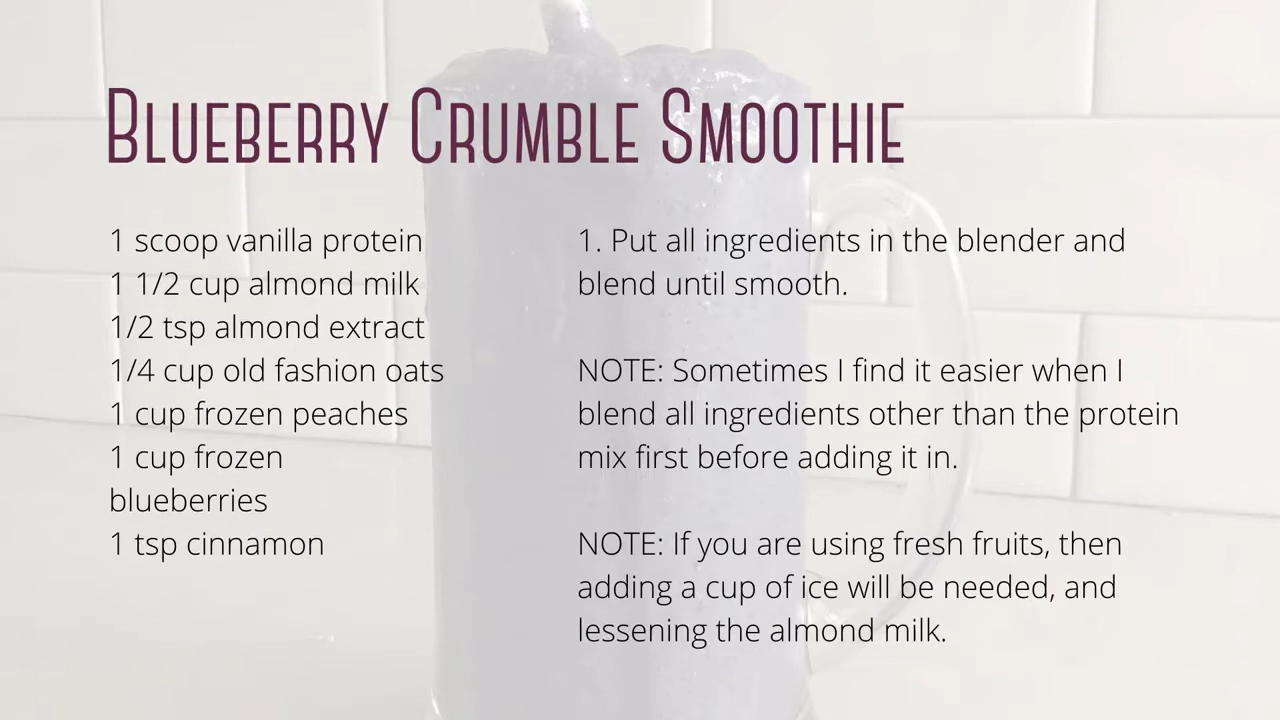 Blueberry Crumble Smoothie
1 scoop vanilla protein
1 1/2 cup almond milk
1/2 tsp almond extract
1/4 cup old fashion oats
1 cup frozen peaches
1 cup frozen
blueberries
1 tsp cinnamon
1. Put all ingredients in the blender and
blend until smooth.
NOTE: Sometimes I find it easier when I
blend all ingredients other than the protein
mix first before adding it in.
NOTE: If you are using fresh fruits, then
adding a cup of ice will be needed, and
lessening the almond milk.